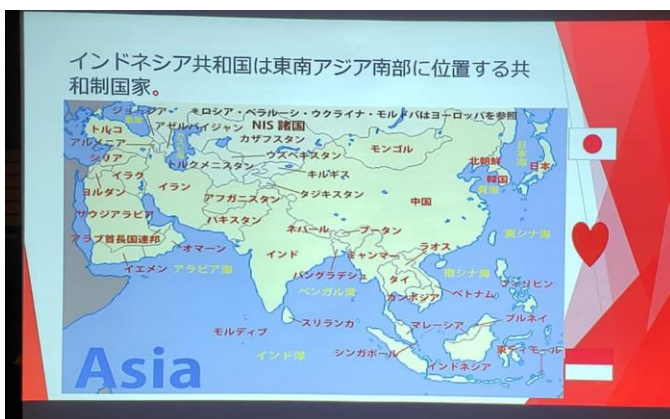 インドネシア共和国は東南アジア南部に位置する共
和制国家。
ジョージア
ロシア・ベラルーシ・ウクライナ・モルドバはヨーロッパを参照
トルコ
アゼルバイジャン
NIS 諸国
アルメニア
カザフスタン
モンゴル
シリア
ウズベキスタン
トルクメニスタン
キルギス
北朝鮮
日本海
日本
韓国
黄海
イラク
イラン
タジキスタン
ヨルダン
アフガニスタン
中国
サウジアラビア
パキスタン
ネパール
ブータン
東シナ海
アラブ首長国連邦
オマーン
インド
ミャンマー
ラオス
イエメン
アラビア海
バングラデシュ
タイ
南シナ海
フィリピン
ベンガル湾
カンボジア
ベトナム
スリランカ
マレーシア
ブルネイ
モルディブ
インド海
シンガポール
東ティモール
インドネシア
Asia